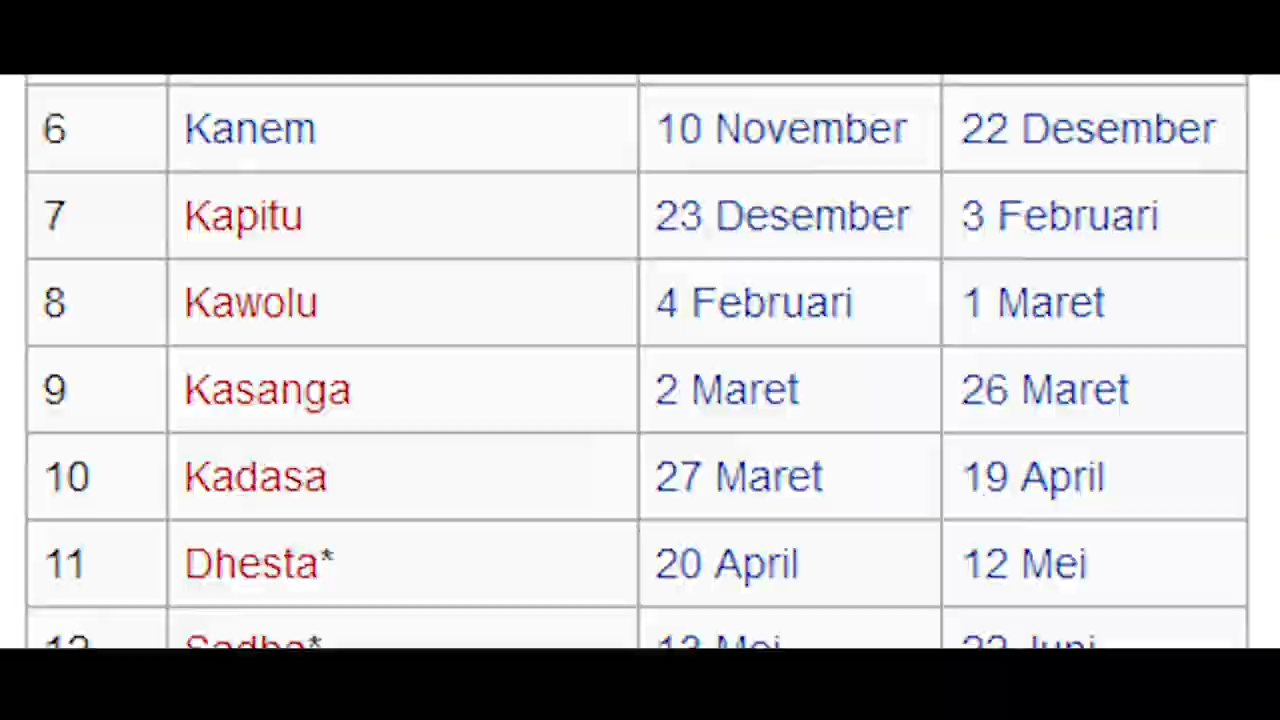 6 Kanem 10 November 22 Desember
7 Kapitu 23 Desember 3 Februari
8 Kawolu 4 Februari 1 Maret
9 Kasanga 2 Maret 26 Maret
10 Kadasa 27 Maret 19 April
11 Dhesta* 20 April 12 Mei